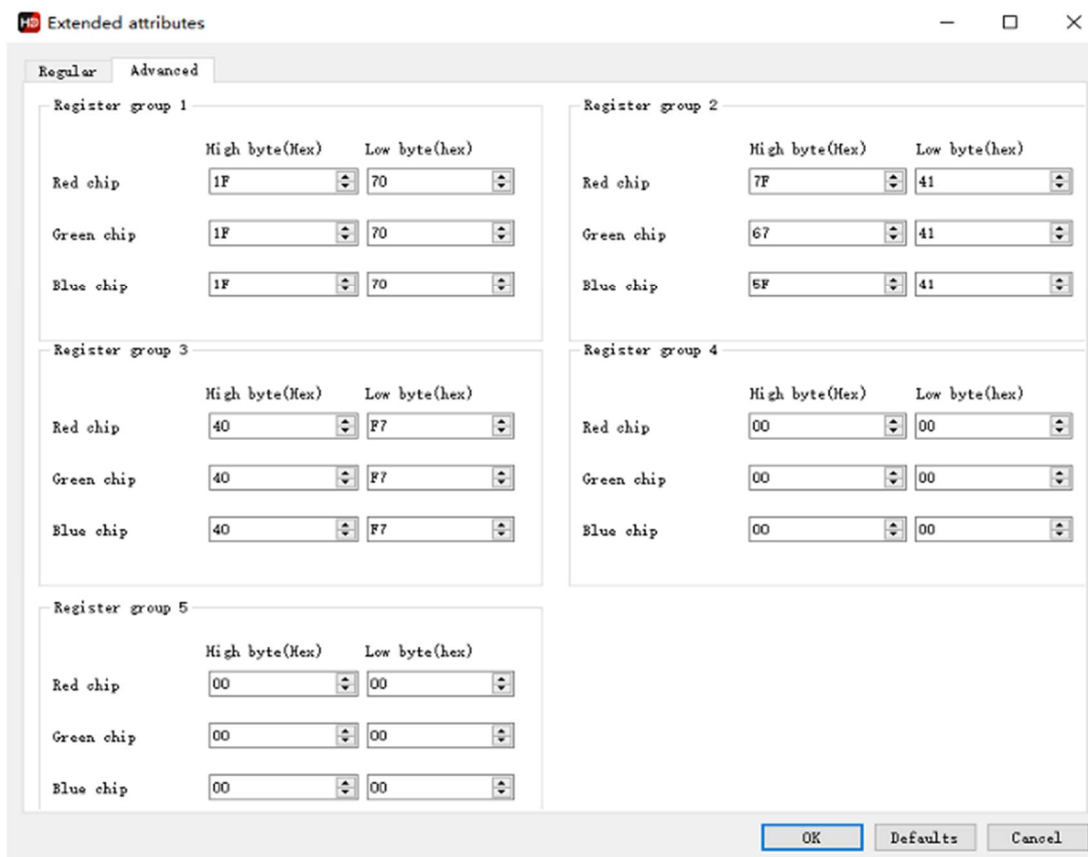 HD Extended attributes
Regular Advanced
Register group 1
High byte(Hex) Low byte(hex)
Red chip 1F 70
Green chip 1F 70
Blue chip 1F 70
Register group 2
High byte(Hex) Low byte(hex)
Red chip 7F 41
Green chip 67 41
Blue chip 5F 41
Register group 3
High byte(Hex) Low byte(hex)
Red chip 40 F7
Green chip 40 F7
Blue chip 40 F7
Register group 4
High byte(Hex) Low byte(hex)
Red chip 00 00
Green chip 00 00
Blue chip 00 00
Register group 5
High byte(Hex) Low byte(hex)
Red chip 00 00
Green chip 00 00
Blue chip 00 00
OK Defaults Cancel